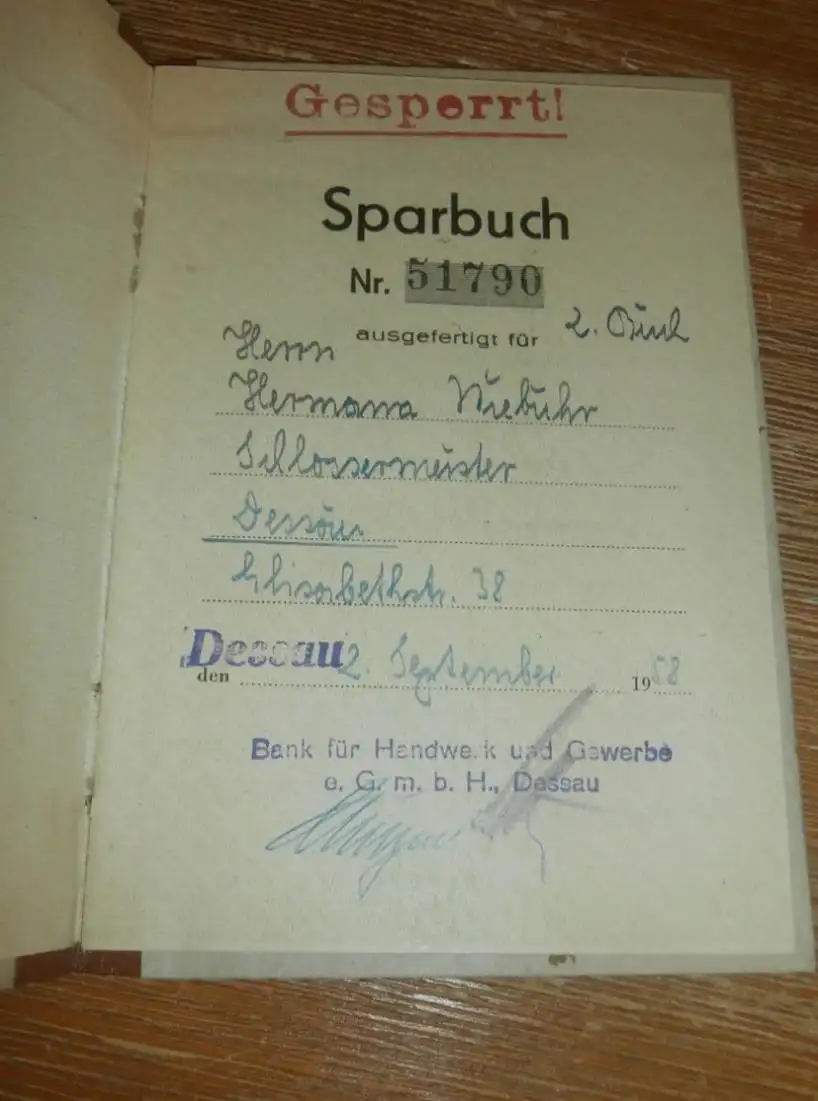 Gesperrt!
Sparbuch
Nr. 51790
ausgefertigt für 2. Buch
Herrn
Hermann Niebuhr
Schlossermeister
Dessau
Elisabethstr. 38
Dessau
den 2. September 1958
Bank für Handwerk und Gewerbe
e. G. m. b. H., Dessau